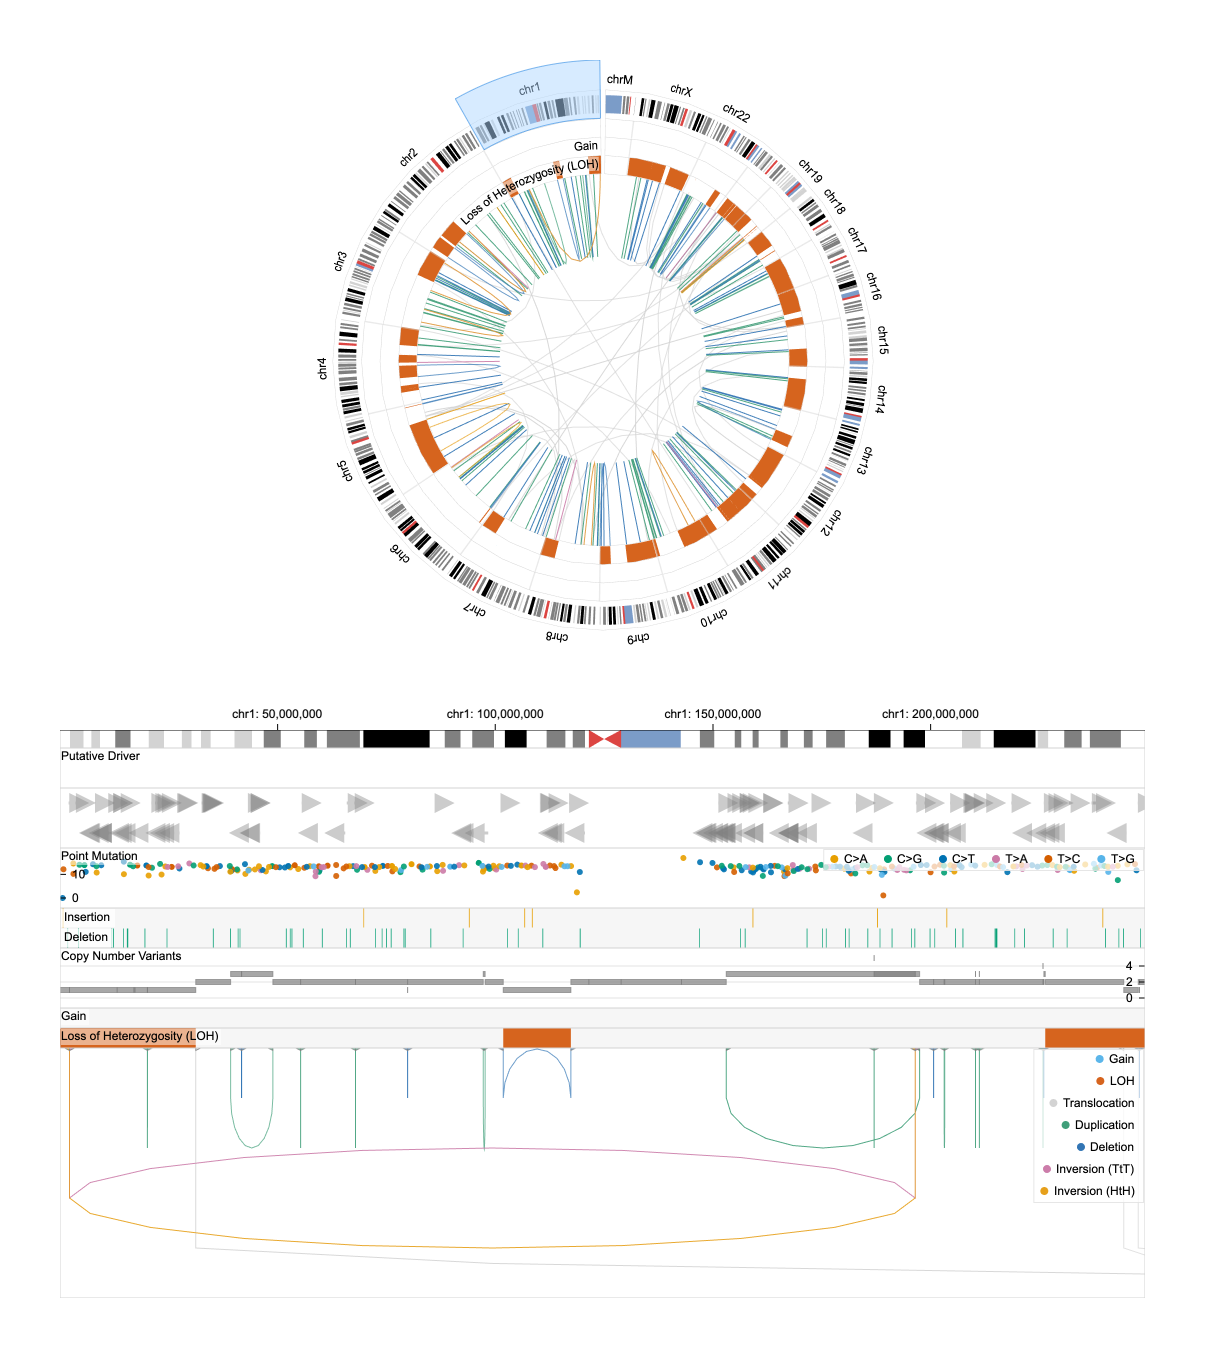 chrM
chrX
chr22
chr19
chr18
chr17
chr16
chr15
chr14
chr13
chr12
chr11
chr10
chr9
chr8
chr7
chr6
chr5
chr4
chr3
chr2
chr1
Gain
Loss of Heterozygosity (LOH)
chr1: 50,000,000
chr1: 100,000,000
chr1: 150,000,000
chr1: 200,000,000
Putative Driver
Point Mutation
C>A
C>G
C>T
T>A
T>C
T>G
10
0
Insertion
Deletion
Copy Number Variants
4
2
0
Gain
Loss of Heterozygosity (LOH)
Gain
LOH
Translocation
Duplication
Deletion
Inversion (TtT)
Inversion (HtH)